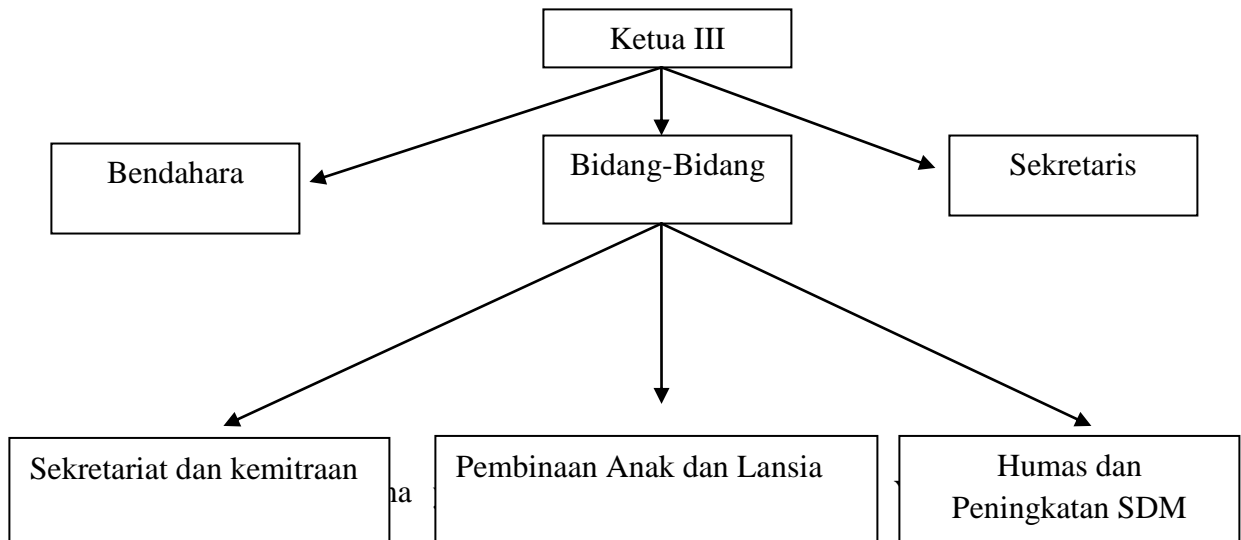 Ketua III
Bendahara
Bidang-Bidang
Sekretaris
Sekretariat dan kemitraan
Pembinaan Anak dan Lansia
Humas dan
Peningkatan SDM